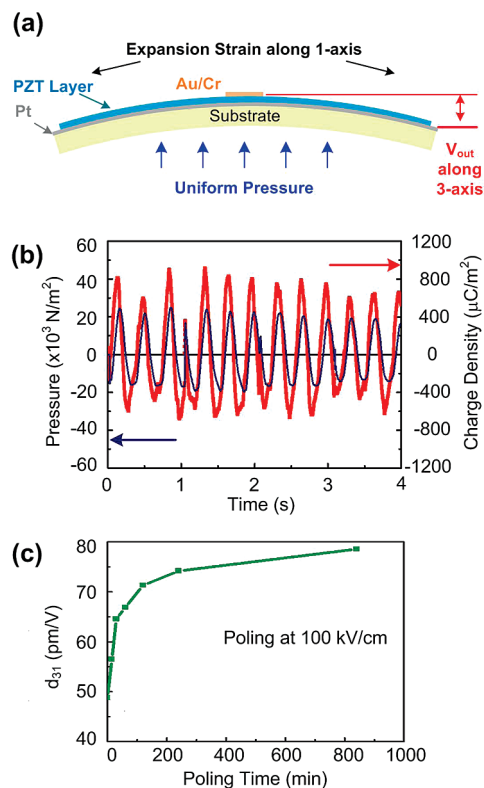 (a)
Expansion Strain along 1-axis
PZT Layer
Au/Cr
Pt
Substrate
Vout
along
3-axis
Uniform Pressure
(b)
60
40
20
0
-20
-40
-60
Pressure (x10³ N/m²)
1200
800
400
0
-400
-800
-1200
Charge Density (μC/m²)
0 1 2 3 4
Time (s)
(c)
80
70
60
50
40
d₃₁ (pm/V)
Poling at 100 kV/cm
0 200 400 600 800 1000
Poling Time (min)